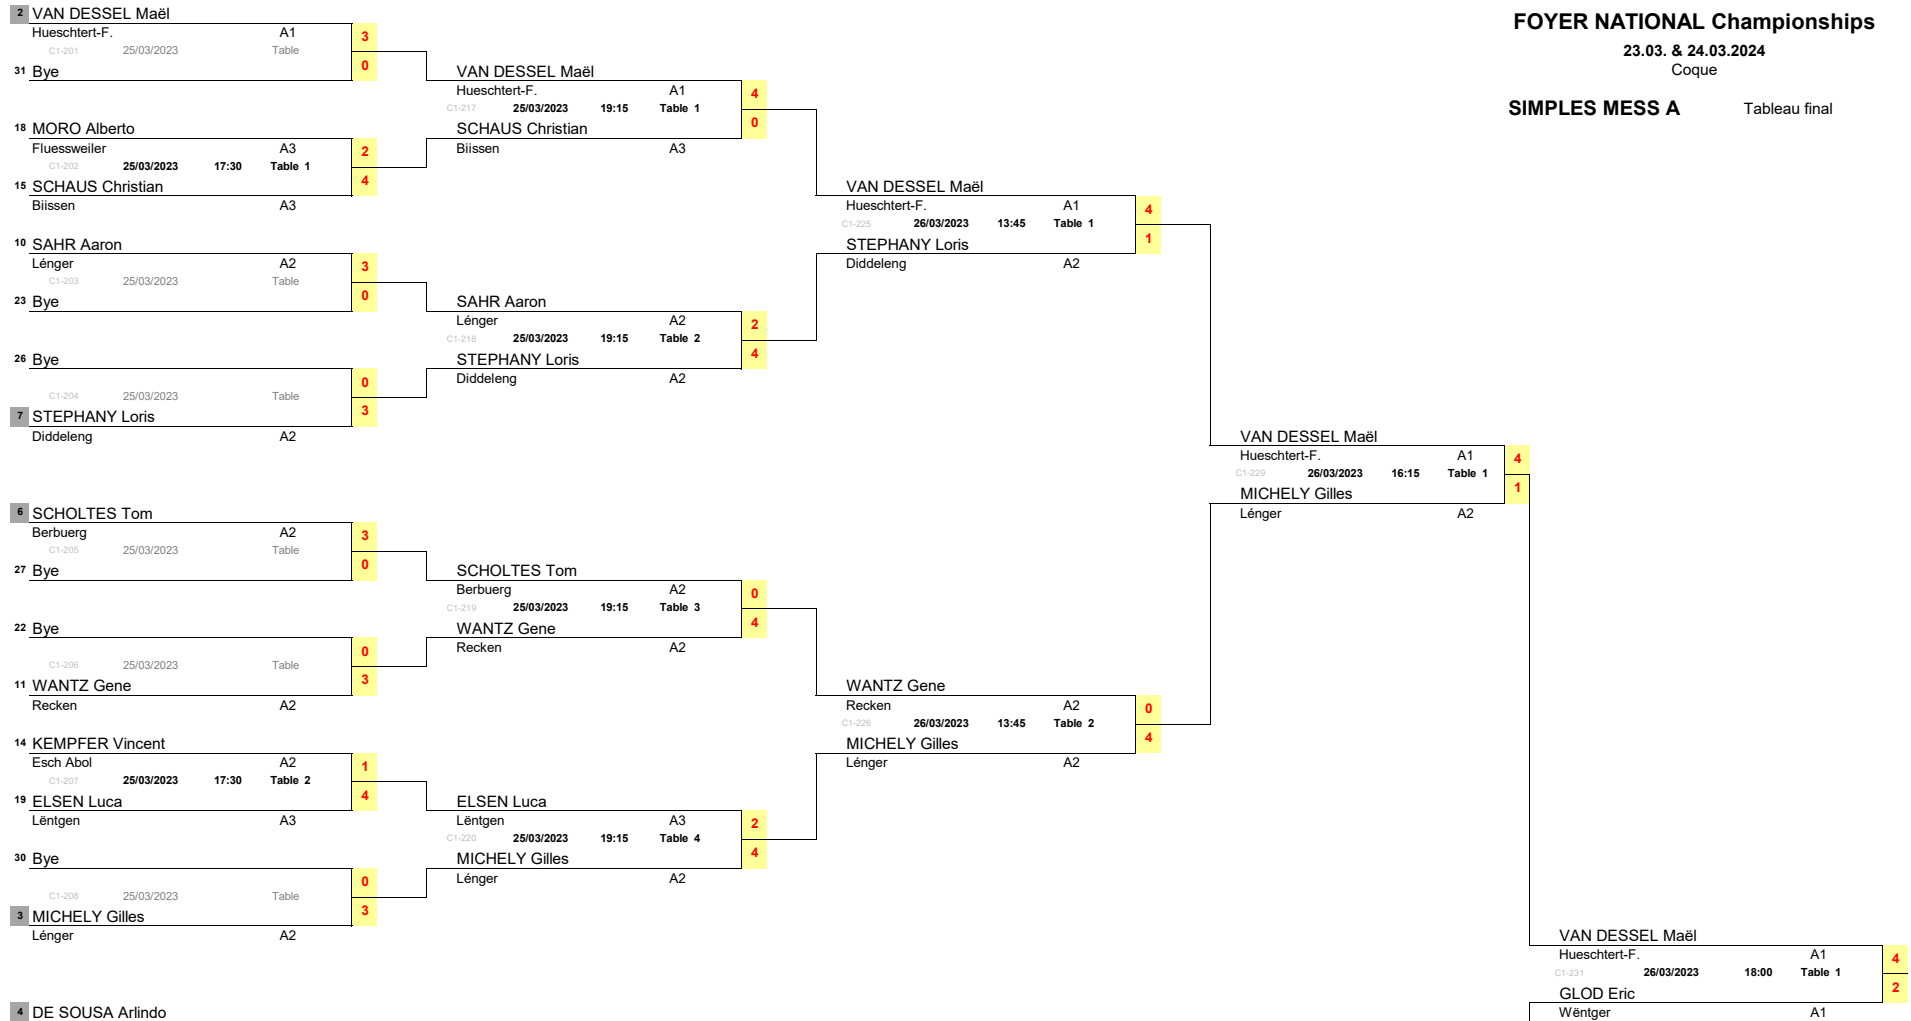 FOYER NATIONAL Championships
23.03. & 24.03.2024
Coque
SIMPLES MESS A Tableau final
2 VAN DESSEL Maël
Hueschtert-F. A1 3
C1-201 25/03/2023 Table
31 Bye 0
18 MORO Alberto
Fluessweiler A3 2
C1-202 25/03/2023 17:30 Table 1
15 SCHAUS Christian 4
Biissen A3
10 SAHR Aaron
Lénger A2 3
C1-203 25/03/2023 Table
23 Bye 0
26 Bye
0
C1-204 25/03/2023 Table
7 STEPHANY Loris 3
Diddeleng A2
6 SCHOLTES Tom
Berbuerg A2 3
C1-205 25/03/2023 Table
27 Bye 0
22 Bye
0
C1-206 25/03/2023 Table
11 WANTZ Gene 3
Recken A2
14 KEMPFER Vincent
Esch Abol A2 1
C1-207 25/03/2023 17:30 Table 2
19 ELSEN Luca 4
Lëntgen A3
30 Bye
0
C1-208 25/03/2023 Table
3 MICHELY Gilles 3
Lénger A2
4 DE SOUSA Arlindo
VAN DESSEL Maël
Hueschtert-F. A1 4
C1-217 25/03/2023 19:15 Table 1
SCHAUS Christian 0
Biissen A3
SAHR Aaron
Lénger A2 2
C1-218 25/03/2023 19:15 Table 2
STEPHANY Loris 4
Diddeleng A2
SCHOLTES Tom
Berbuerg A2 0
C1-219 25/03/2023 19:15 Table 3
WANTZ Gene 4
Recken A2
ELSEN Luca
Lëntgen A3 2
C1-220 25/03/2023 19:15 Table 4
MICHELY Gilles 4
Lénger A2
VAN DESSEL Maël
Hueschtert-F. A1 4
C1-225 26/03/2023 13:45 Table 1
STEPHANY Loris 1
Diddeleng A2
WANTZ Gene
Recken A2 0
C1-226 26/03/2023 13:45 Table 2
MICHELY Gilles 4
Lénger A2
VAN DESSEL Maël
Hueschtert-F. A1 4
C1-229 26/03/2023 16:15 Table 1
MICHELY Gilles 1
Lénger A2
VAN DESSEL Maël
Hueschtert-F. A1 4
C1-231 26/03/2023 18:00 Table 1
GLOD Eric 2
Wëntger A1